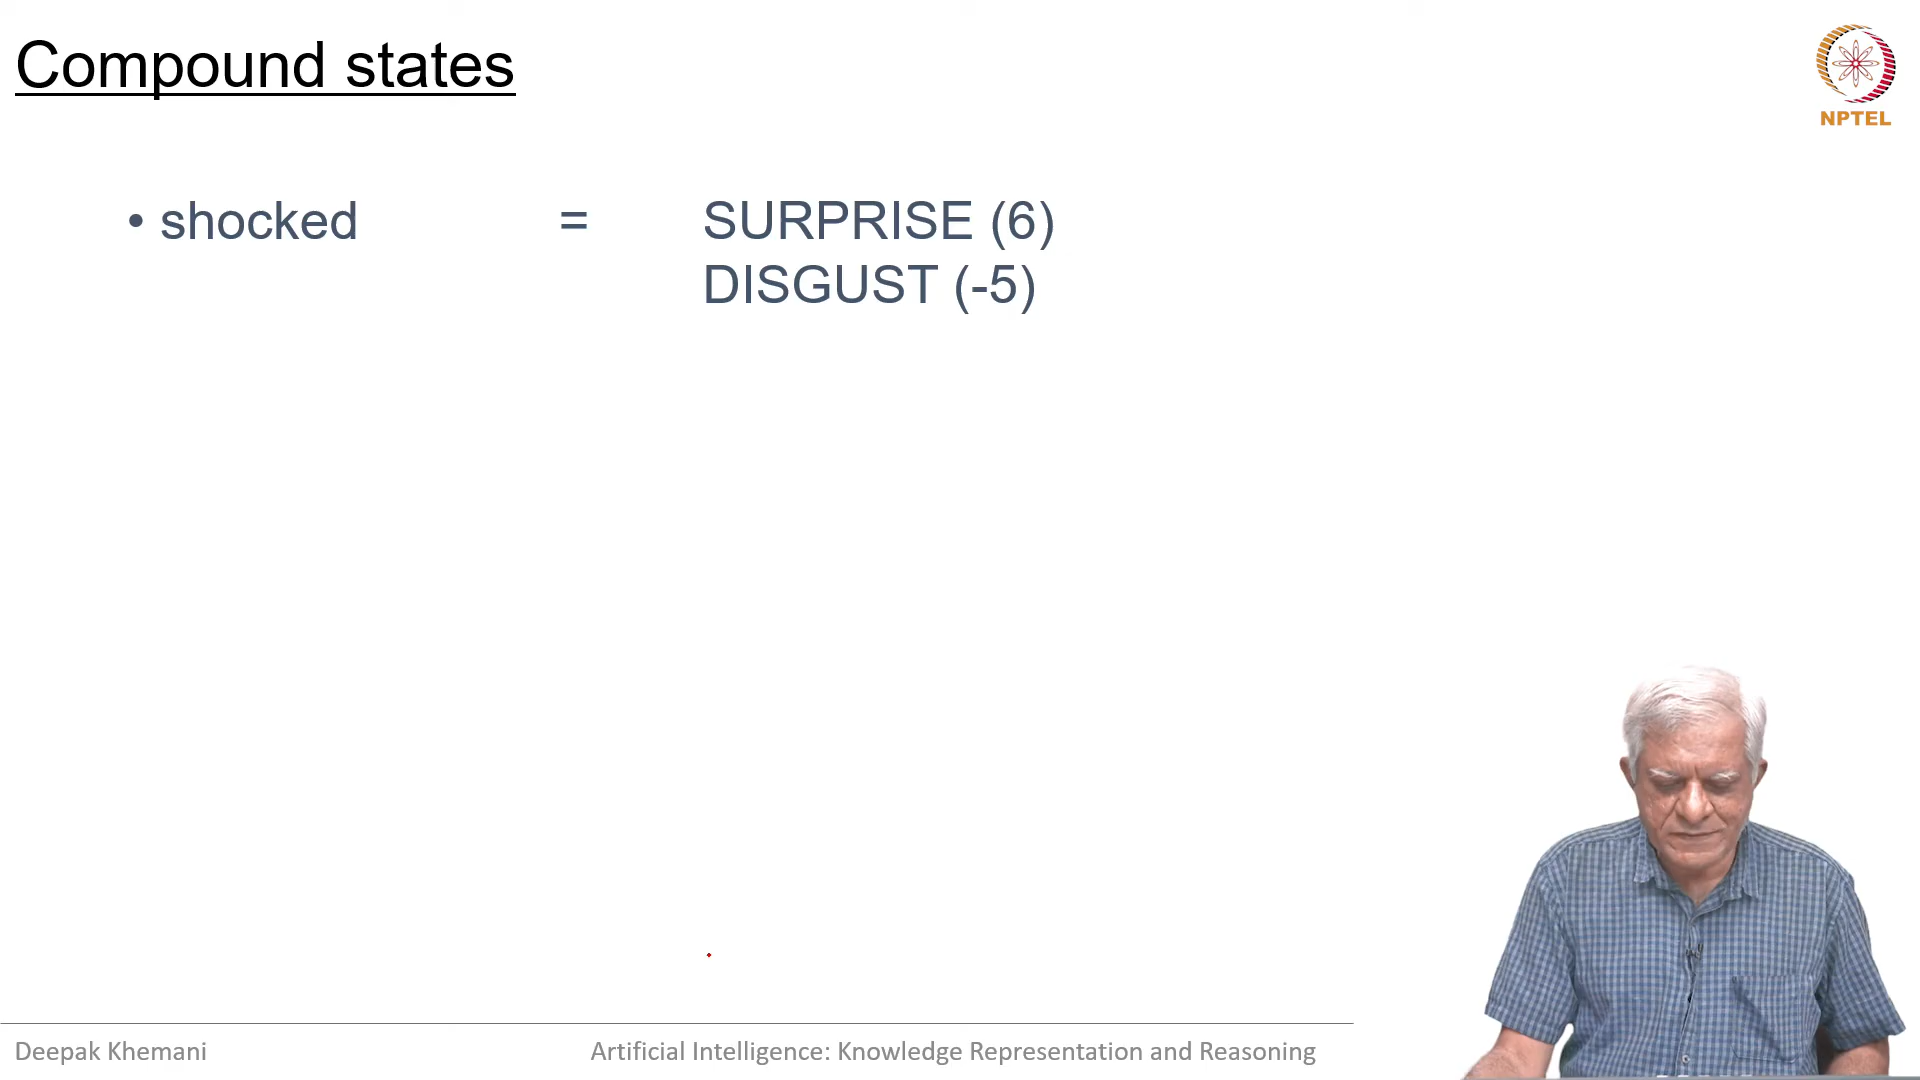 Compound states
NPTEL
• shocked = SURPRISE (6)
DISGUST (-5)
Deepak Khemani
Artificial Intelligence: Knowledge Representation and Reasoning